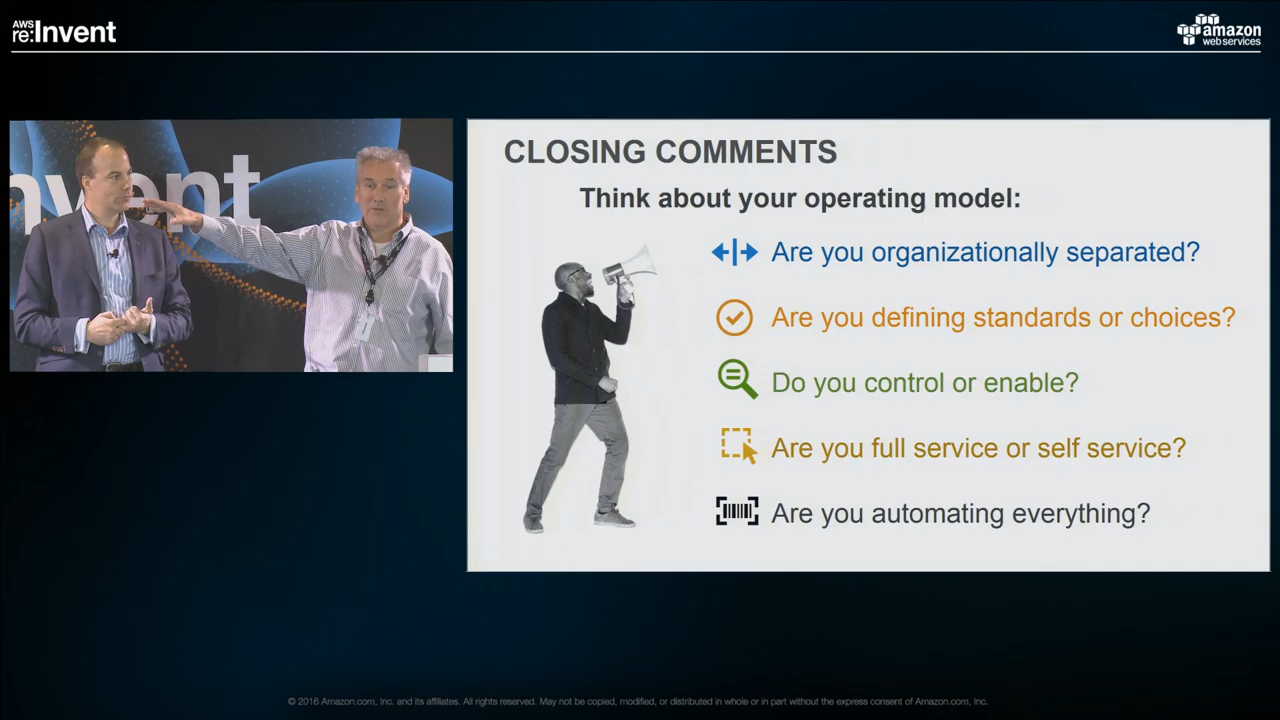 AWS
re:Invent
amazon
web services
nvent
CLOSING COMMENTS
Think about your operating model:
Are you organizationally separated?
Are you defining standards or choices?
Do you control or enable?
Are you full service or self service?
Are you automating everything?
© 2016 Amazon.com, Inc. and its affiliates. All rights reserved. May not be copied, modified, or distributed in whole or in part without the express consent of Amazon.com, Inc.